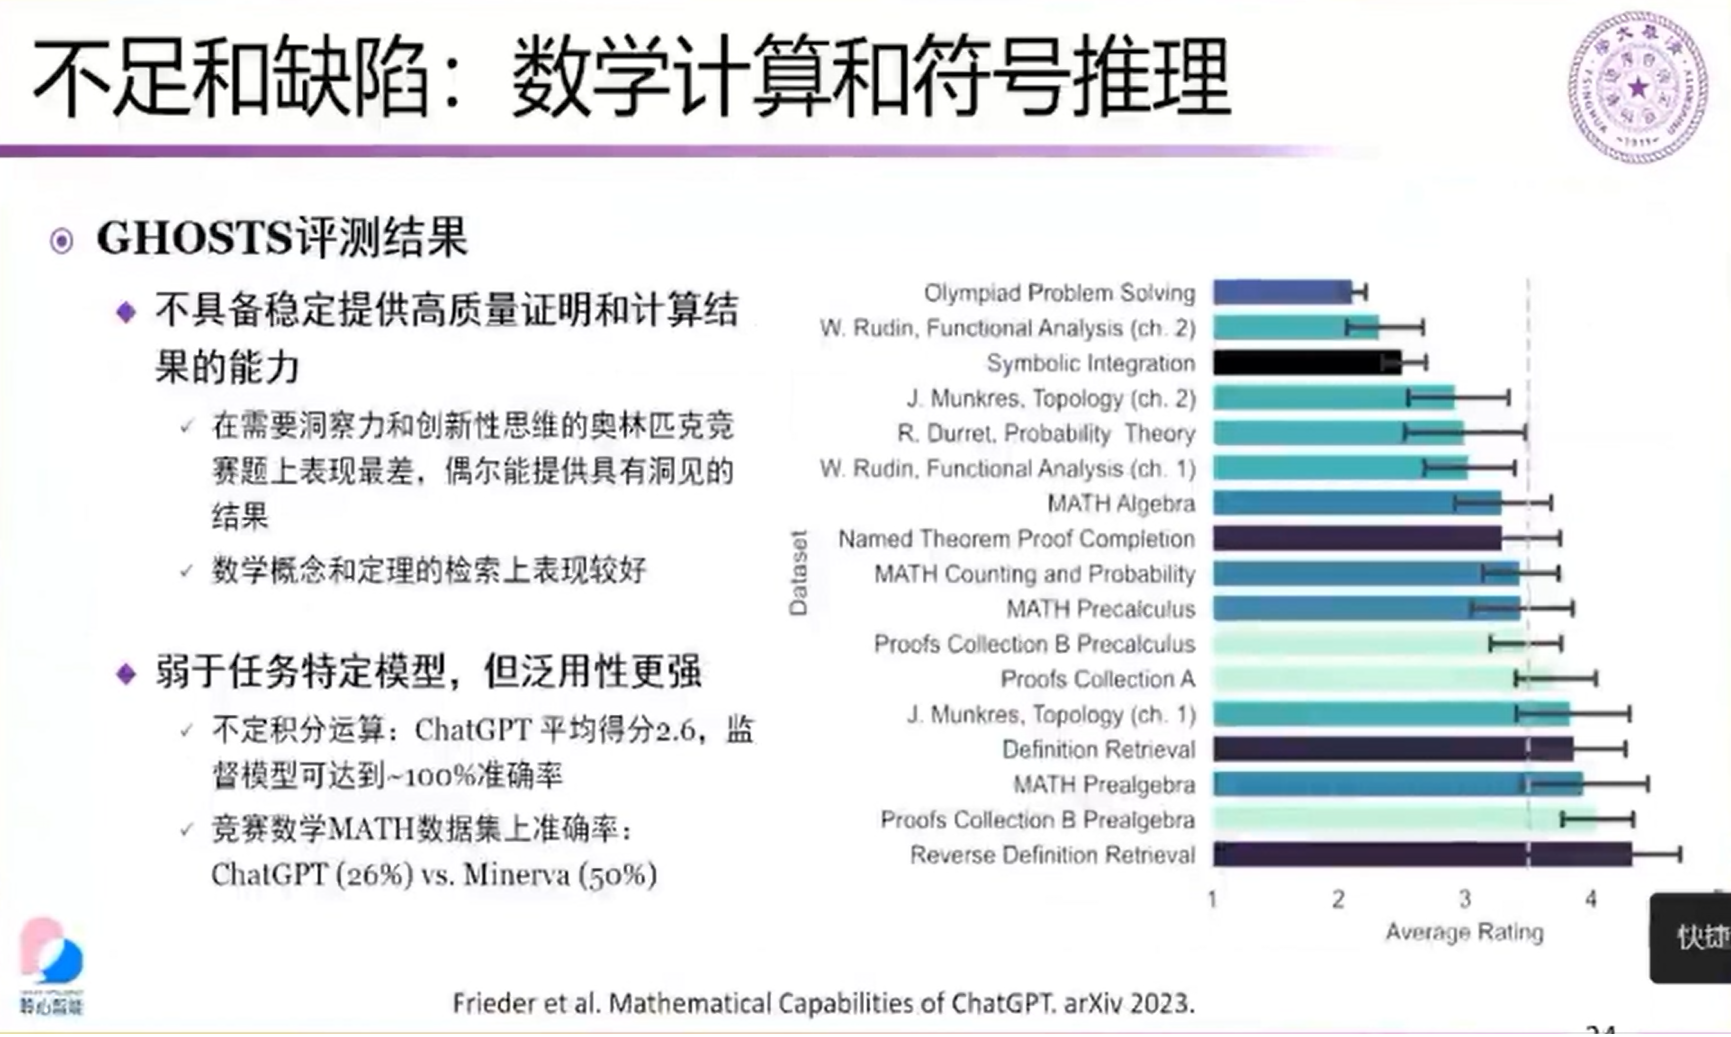 不足和缺陷：数学计算和符号推理
GHOSTS评测结果
不具备稳定提供高质量证明和计算结
果的能力
在需要洞察力和创新性思维的奥林匹克竞
赛题上表现最差，偶尔能提供具有洞见的
结果
数学概念和定理的检索上表现较好
弱于任务特定模型，但泛用性更强
不定积分运算：ChatGPT 平均得分2.6，监
督模型可达到~100%准确率
竞赛数学MATH数据集上准确率：
ChatGPT (26%) vs. Minerva (50%)
Dataset
Olympiad Problem Solving
W. Rudin, Functional Analysis (ch. 2)
Symbolic Integration
J. Munkres, Topology (ch. 2)
R. Durret, Probability Theory
W. Rudin, Functional Analysis (ch. 1)
MATH Algebra
Named Theorem Proof Completion
MATH Counting and Probability
MATH Precalculus
Proofs Collection B Precalculus
Proofs Collection A
J. Munkres, Topology (ch. 1)
Definition Retrieval
MATH Prealgebra
Proofs Collection B Prealgebra
Reverse Definition Retrieval
1 2 3 4
Average Rating
快捷
聆心智能
Frieder et al. Mathematical Capabilities of ChatGPT. arXiv 2023.